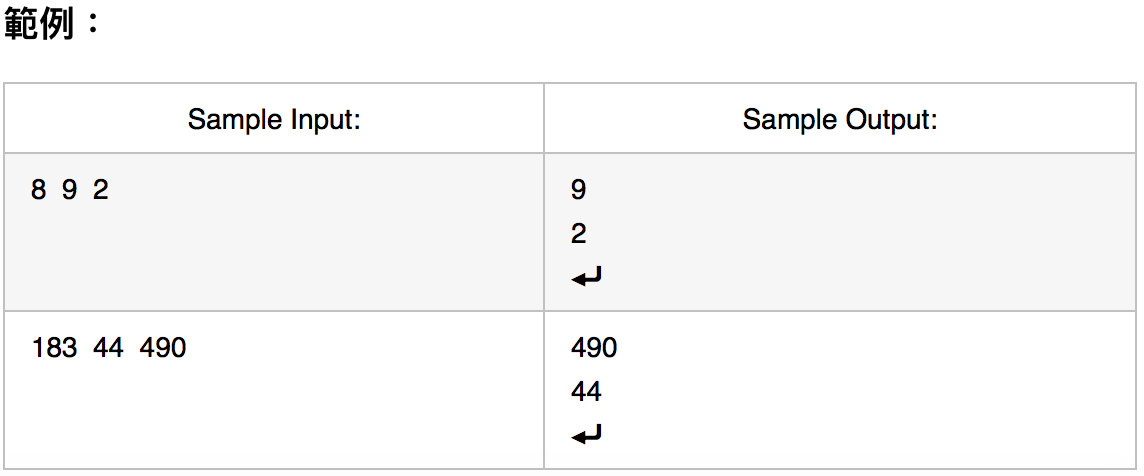 範例：
Sample Input:
Sample Output:
8 9 2
9
2
↵
183 44 490
490
44
↵